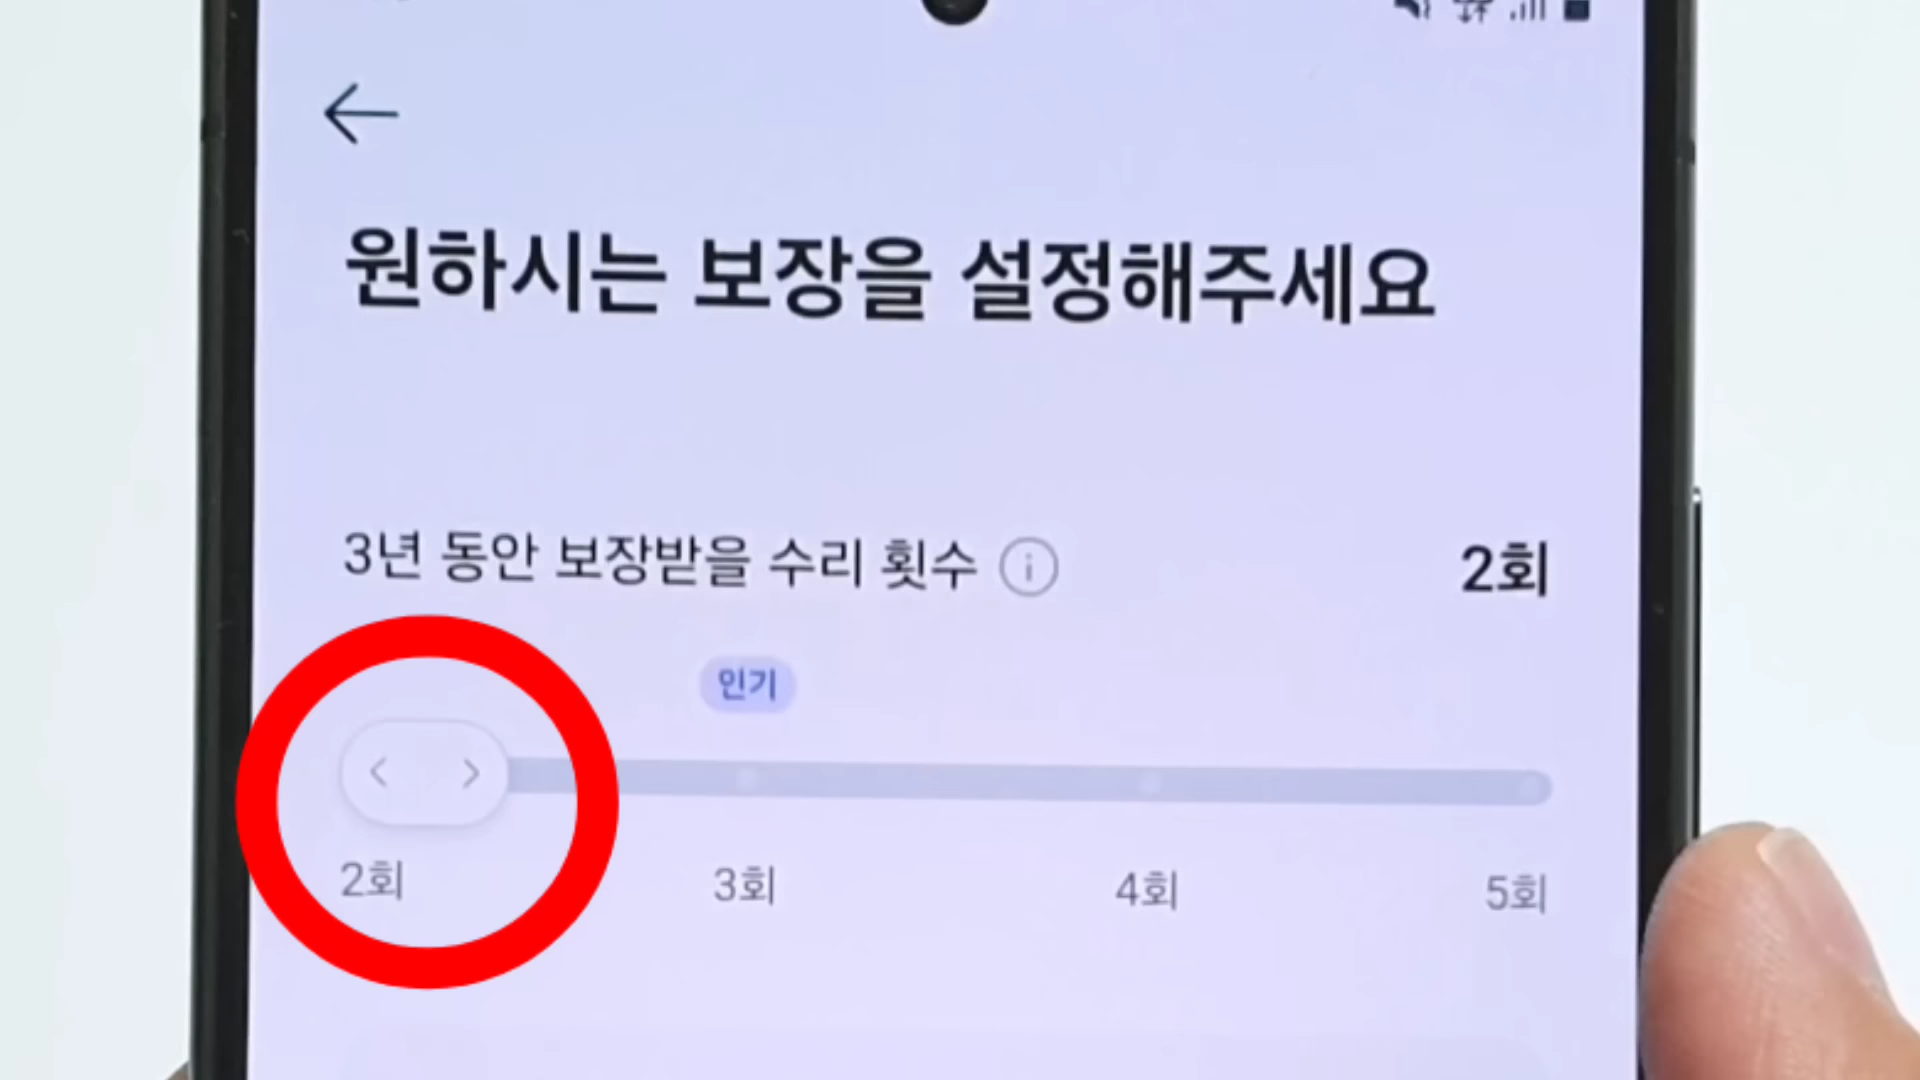 원하시는 보장을 설정해주세요
3년 동안 보장받을 수리 횟수 2회
인기
2회 3회 4회 5회